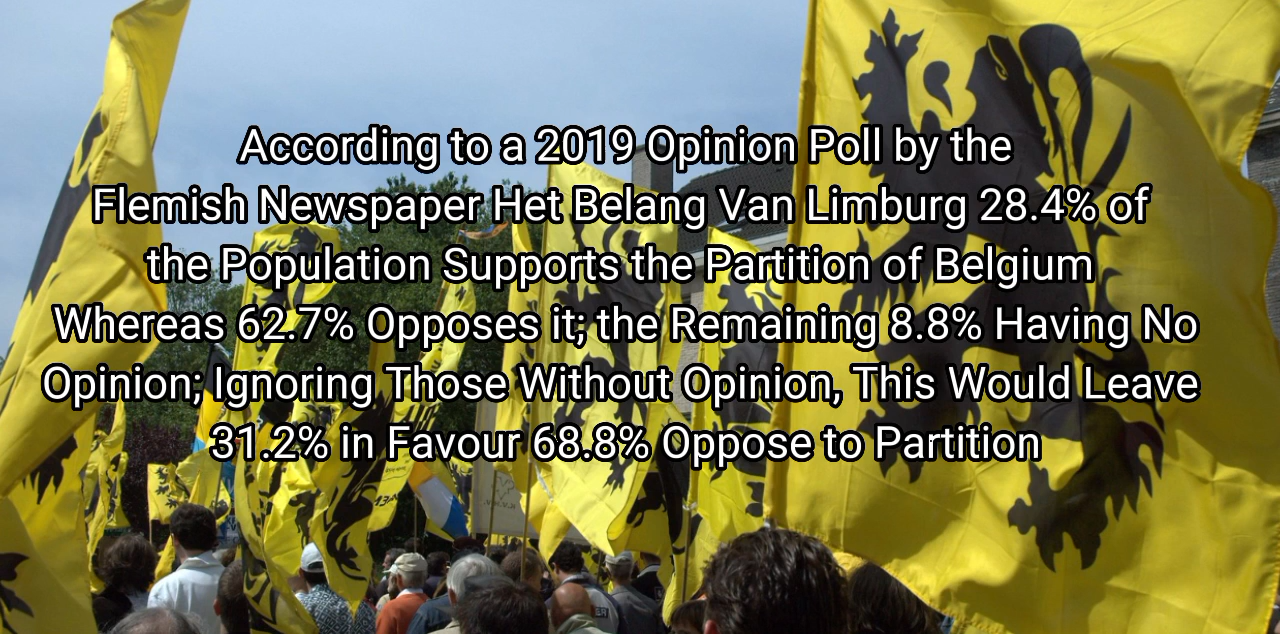 According to a 2019 Opinion Poll by the
Flemish Newspaper Het Belang Van Limburg 28.4% of
the Population Supports the Partition of Belgium
Whereas 62.7% Opposes it; the Remaining 8.8% Having No
Opinion; Ignoring Those Without Opinion, This Would Leave
31.2% in Favour 68.8% Oppose to Partition